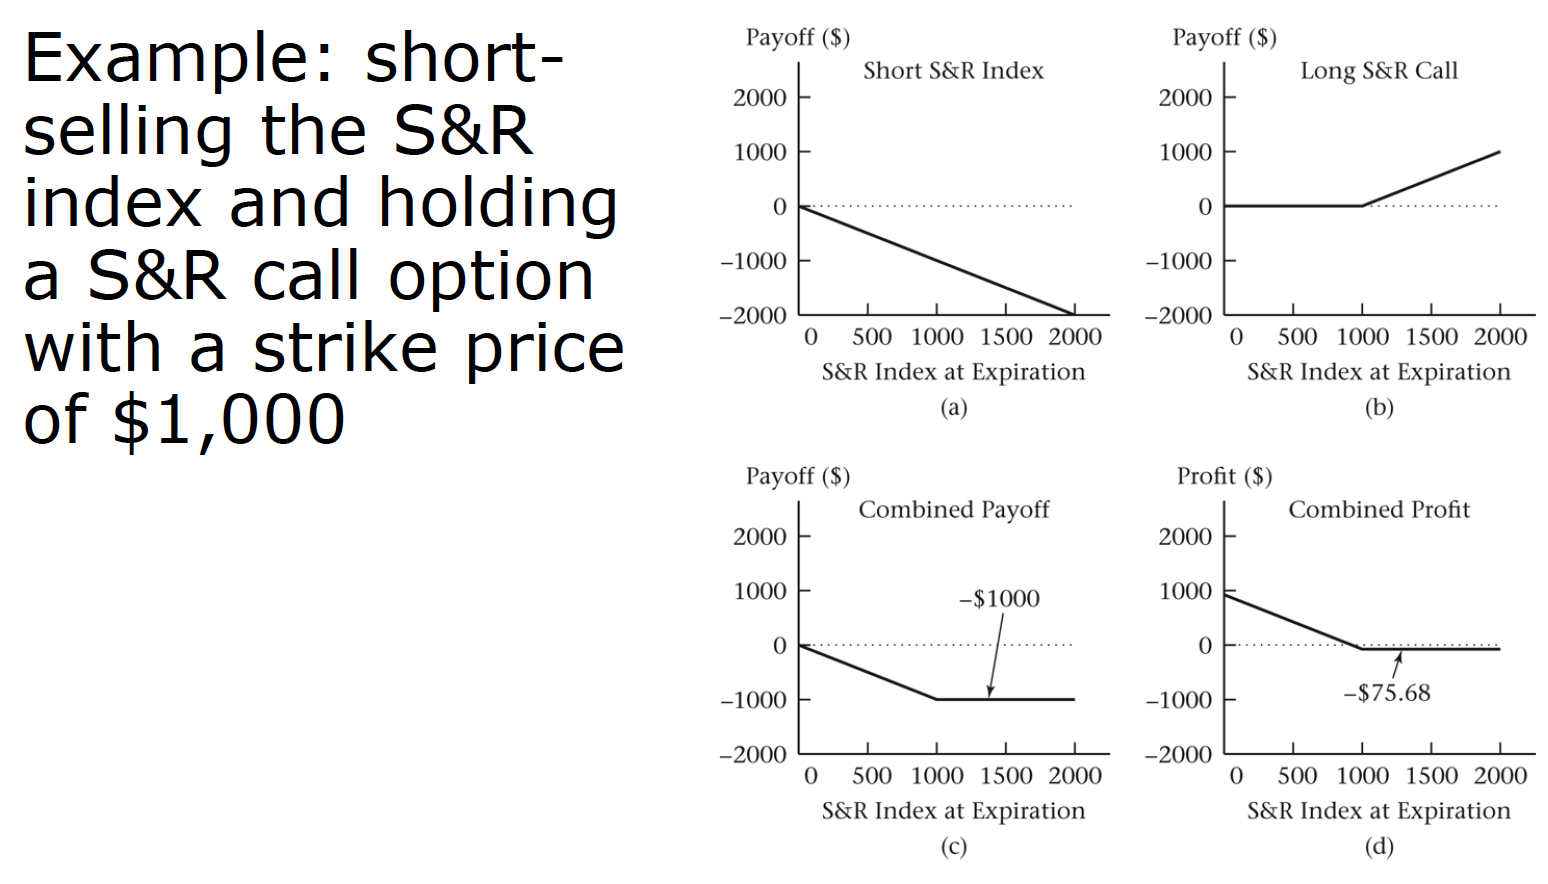 Example: short-
selling the S&R
index and holding
a S&R call option
with a strike price
of $1,000
Payoff ($)
Short S&R Index
2000
1000
0
–1000
–2000
0 500 1000 1500 2000
S&R Index at Expiration
(a)
Payoff ($)
Long S&R Call
2000
1000
0
–1000
–2000
0 500 1000 1500 2000
S&R Index at Expiration
(b)
Payoff ($)
Combined Payoff
2000
1000
–$1000
0
–1000
–2000
0 500 1000 1500 2000
S&R Index at Expiration
(c)
Profit ($)
Combined Profit
2000
1000
0
–$75.68
–1000
–2000
0 500 1000 1500 2000
S&R Index at Expiration
(d)